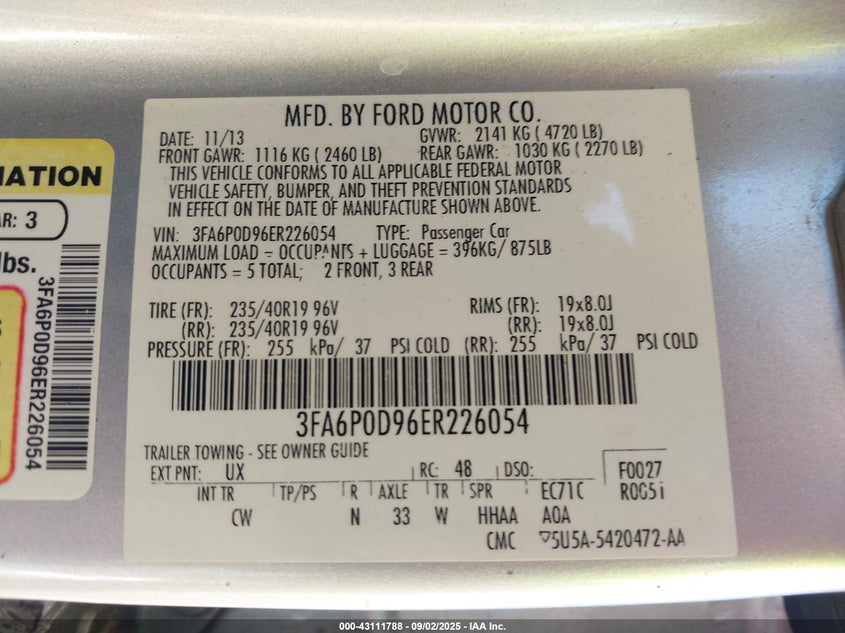 MFD. BY FORD MOTOR CO.
DATE: 11/13 GVWR: 2141 KG ( 4720 LB)
FRONT GAWR: 1116 KG ( 2460 LB) REAR GAWR: 1030 KG ( 2270 LB)
THIS VEHICLE CONFORMS TO ALL APPLICABLE FEDERAL MOTOR
VEHICLE SAFETY, BUMPER, AND THEFT PREVENTION STANDARDS
IN EFFECT ON THE DATE OF MANUFACTURE SHOWN ABOVE.
VIN: 3FA6P0D96ER226054 TYPE: Passenger Car
MAXIMUM LOAD = OCCUPANTS + LUGGAGE = 396KG/ 875LB
OCCUPANTS = 5 TOTAL; 2 FRONT, 3 REAR
TIRE (FR): 235/40R19 96V RIMS (FR): 19x8.0J
(RR): 235/40R19 96V (RR): 19x8.0J
PRESSURE (FR): 255 kPa/ 37 PSI COLD (RR): 255 kPa/ 37 PSI COLD
3FA6P0D96ER226054
TRAILER TOWING - SEE OWNER GUIDE
EXT PNT: UX RC: 48 DSO: F0027
R005i
INT TR TP/PS R AXLE TR SPR EC71C
CW N 33 W HHAA A0A
CMC 5U5A-5420472-AA
MATION
AR: 3
lbs.
3FA6P0D96ER226054
000-43111788 - 09/02/2025 - IAA Inc.